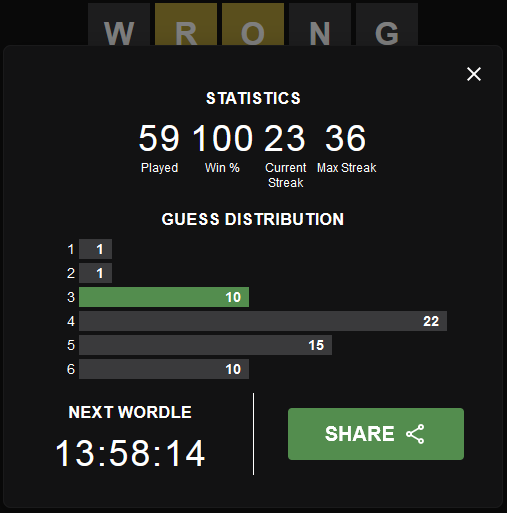 W R O N G
STATISTICS
59 100 23 36
Played Win % Current Streak Max Streak
GUESS DISTRIBUTION
1 1
2 1
3 10
4 22
5 15
6 10
NEXT WORDLE
13:58:14
SHARE